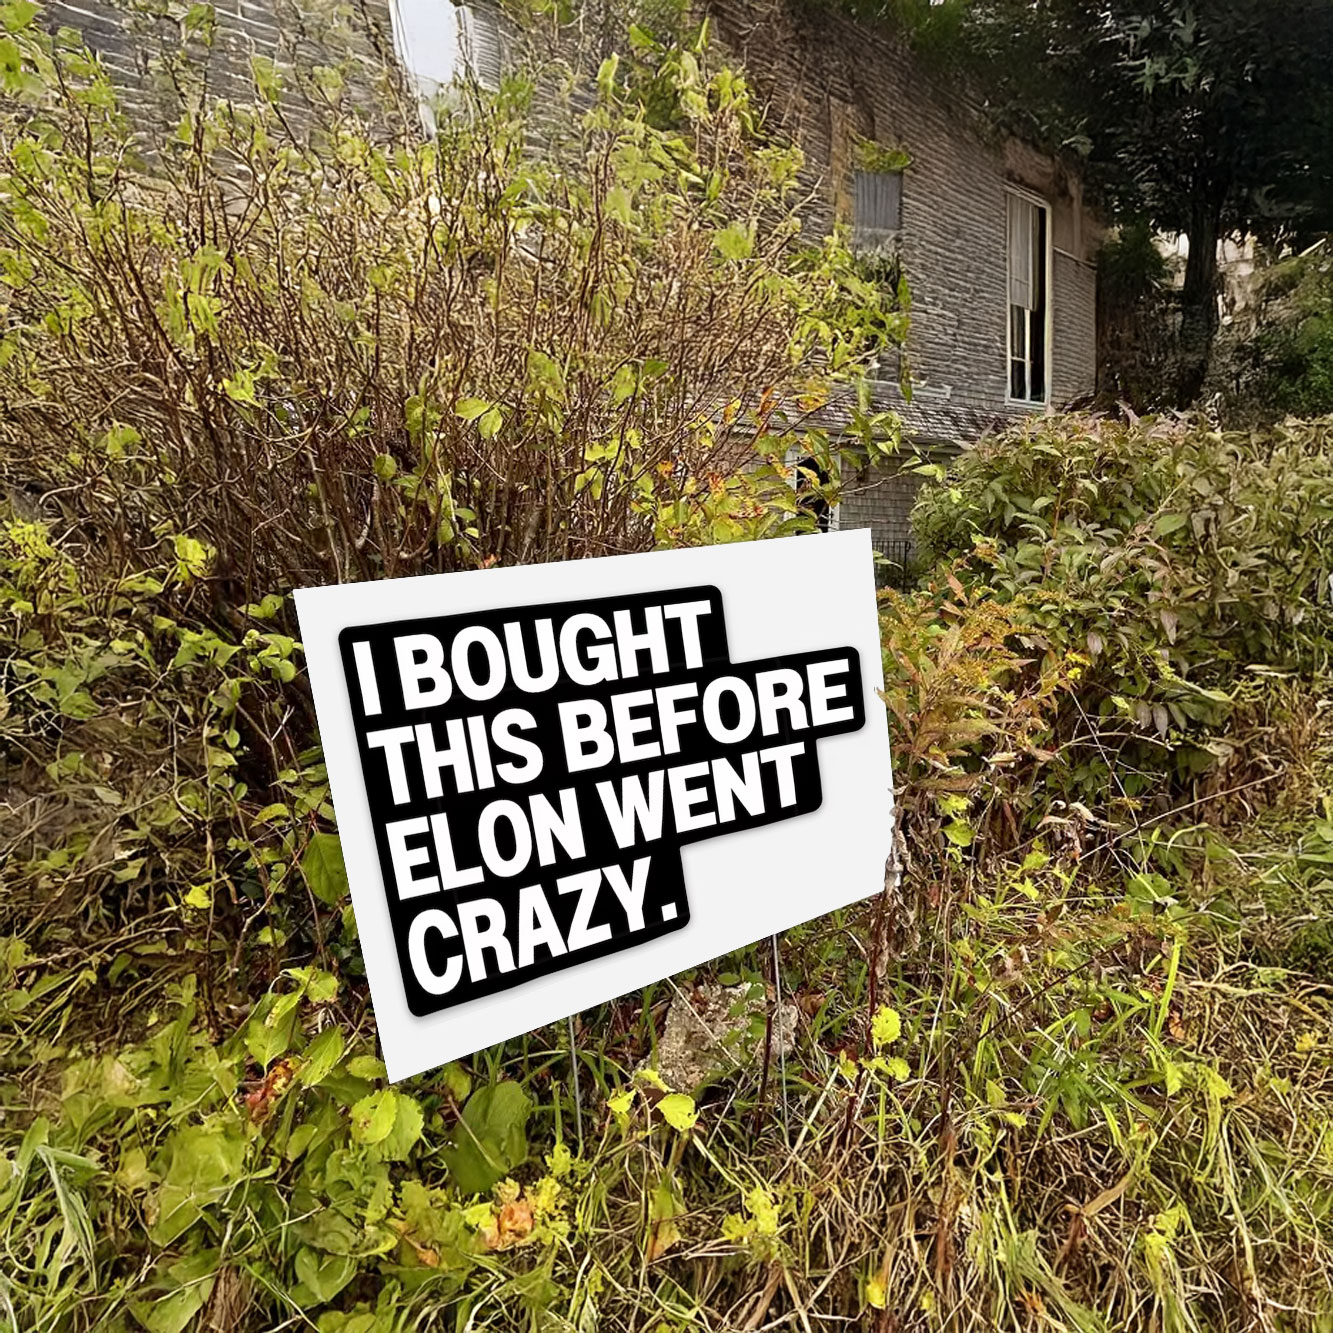 I BOUGHT
THIS BEFORE
ELON WENT
CRAZY.